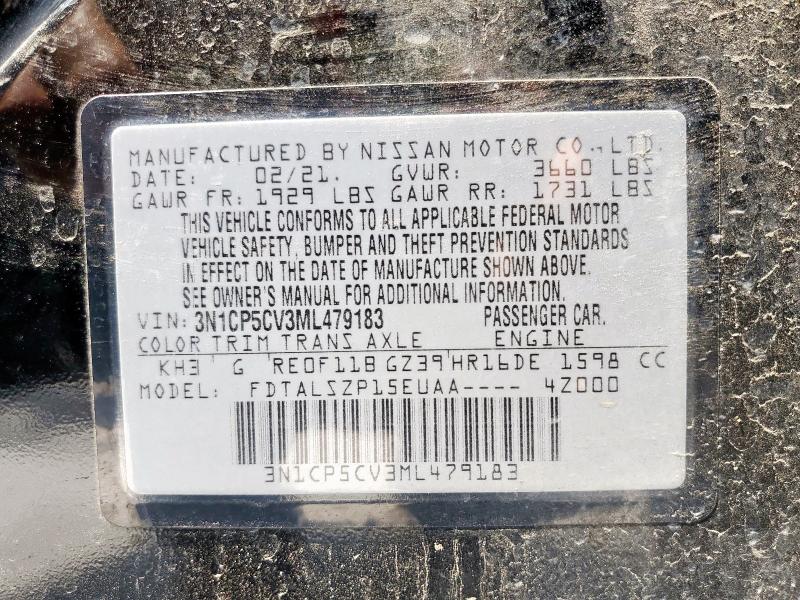 MANUFACTURED BY NISSAN MOTOR CO., LTD.
DATE: 02/21. GVWR: 3660 LBS
GAWR FR: 1929 LBS GAWR RR: 1731 LBS
THIS VEHICLE CONFORMS TO ALL APPLICABLE FEDERAL MOTOR
VEHICLE SAFETY, BUMPER AND THEFT PREVENTION STANDARDS
IN EFFECT ON THE DATE OF MANUFACTURE SHOWN ABOVE.
SEE OWNER'S MANUAL FOR ADDITIONAL INFORMATION.
VIN: 3N1CP5CV3ML479183 PASSENGER CAR.
COLOR TRIM TRANS AXLE ENGINE
KH3 G RE0F11B GZ39 HR16DE 1598 CC
MODEL: FDTALSZP15EUAA---- 4Z000
3N1CP5CV3ML479183